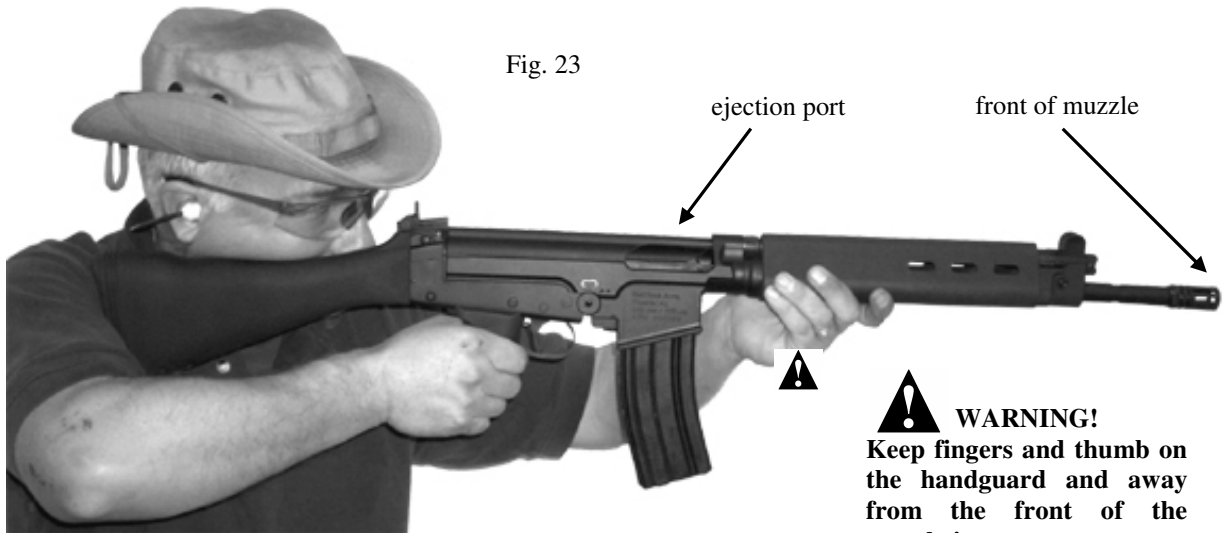 Fig. 23
ejection port
front of muzzle
WARNING!
Keep fingers and thumb on
the handguard and away
from the front of the